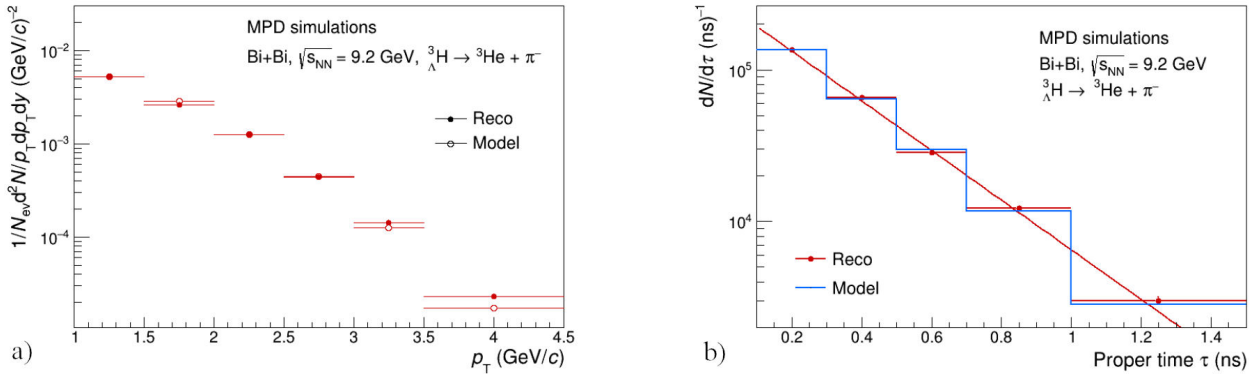 MPD simulations
Bi+Bi, √s_NN = 9.2 GeV, ³_ΛH → ³He + π⁻
Reco
Model
1/N_ev d²N/p_T dp_T dy (GeV/c)⁻²
10⁻²
10⁻³
10⁻⁴
1 1.5 2 2.5 3 3.5 4 4.5
p_T (GeV/c)
a)
MPD simulations
Bi+Bi, √s_NN = 9.2 GeV
³_ΛH → ³He + π⁻
Reco
Model
dN/dτ (ns)⁻¹
10⁵
10⁴
0.2 0.4 0.6 0.8 1 1.2 1.4
Proper time τ (ns)
b)